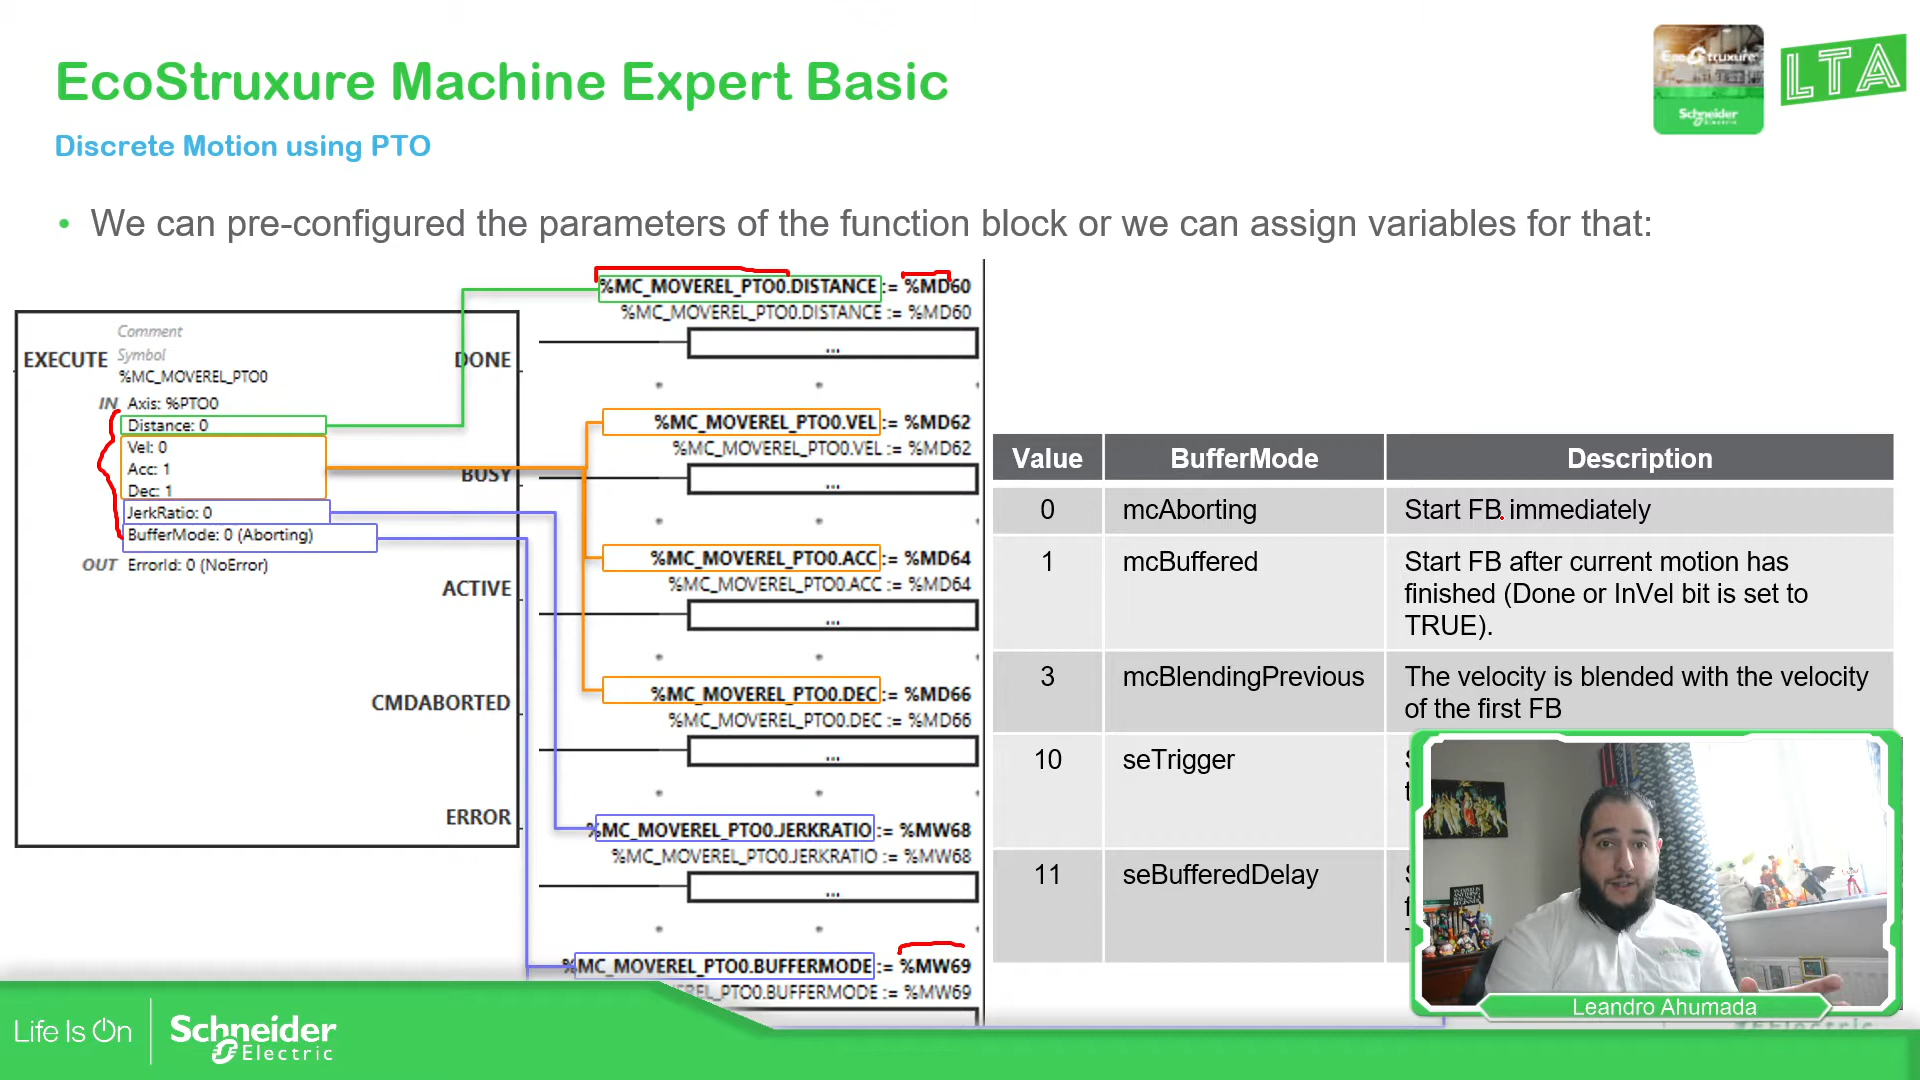 EcoStruxure Machine Expert Basic
Discrete Motion using PTO
EcoStruxure
Schneider
Electric
LTA
• We can pre-configured the parameters of the function block or we can assign variables for that:
Comment
Symbol
%MC_MOVEREL_PTO0
EXECUTE
DONE
IN Axis: %PTO0
Distance: 0
Vel: 0
Acc: 1
Dec: 1
JerkRatio: 0
BufferMode: 0 (Aborting)
OUT ErrorId: 0 (NoError)
BUSY
ACTIVE
CMDABORTED
ERROR
%MC_MOVEREL_PTO0.DISTANCE := %MD60
%MC_MOVEREL_PTO0.DISTANCE := %MD60
...
%MC_MOVEREL_PTO0.VEL := %MD62
%MC_MOVEREL_PTO0.VEL := %MD62
...
%MC_MOVEREL_PTO0.ACC := %MD64
%MC_MOVEREL_PTO0.ACC := %MD64
...
%MC_MOVEREL_PTO0.DEC := %MD66
%MC_MOVEREL_PTO0.DEC := %MD66
...
%MC_MOVEREL_PTO0.JERKRATIO := %MW68
%MC_MOVEREL_PTO0.JERKRATIO := %MW68
...
%MC_MOVEREL_PTO0.BUFFERMODE := %MW69
_PTO0.BUFFERMODE := %MW69
Value BufferMode Description
0 mcAborting Start FB immediately
1 mcBuffered Start FB after current motion has
finished (Done or InVel bit is set to
TRUE).
3 mcBlendingPrevious The velocity is blended with the velocity
of the first FB
10 seTrigger
11 seBufferedDelay
Leandro Ahumada
Life Is On
Schneider
Electric